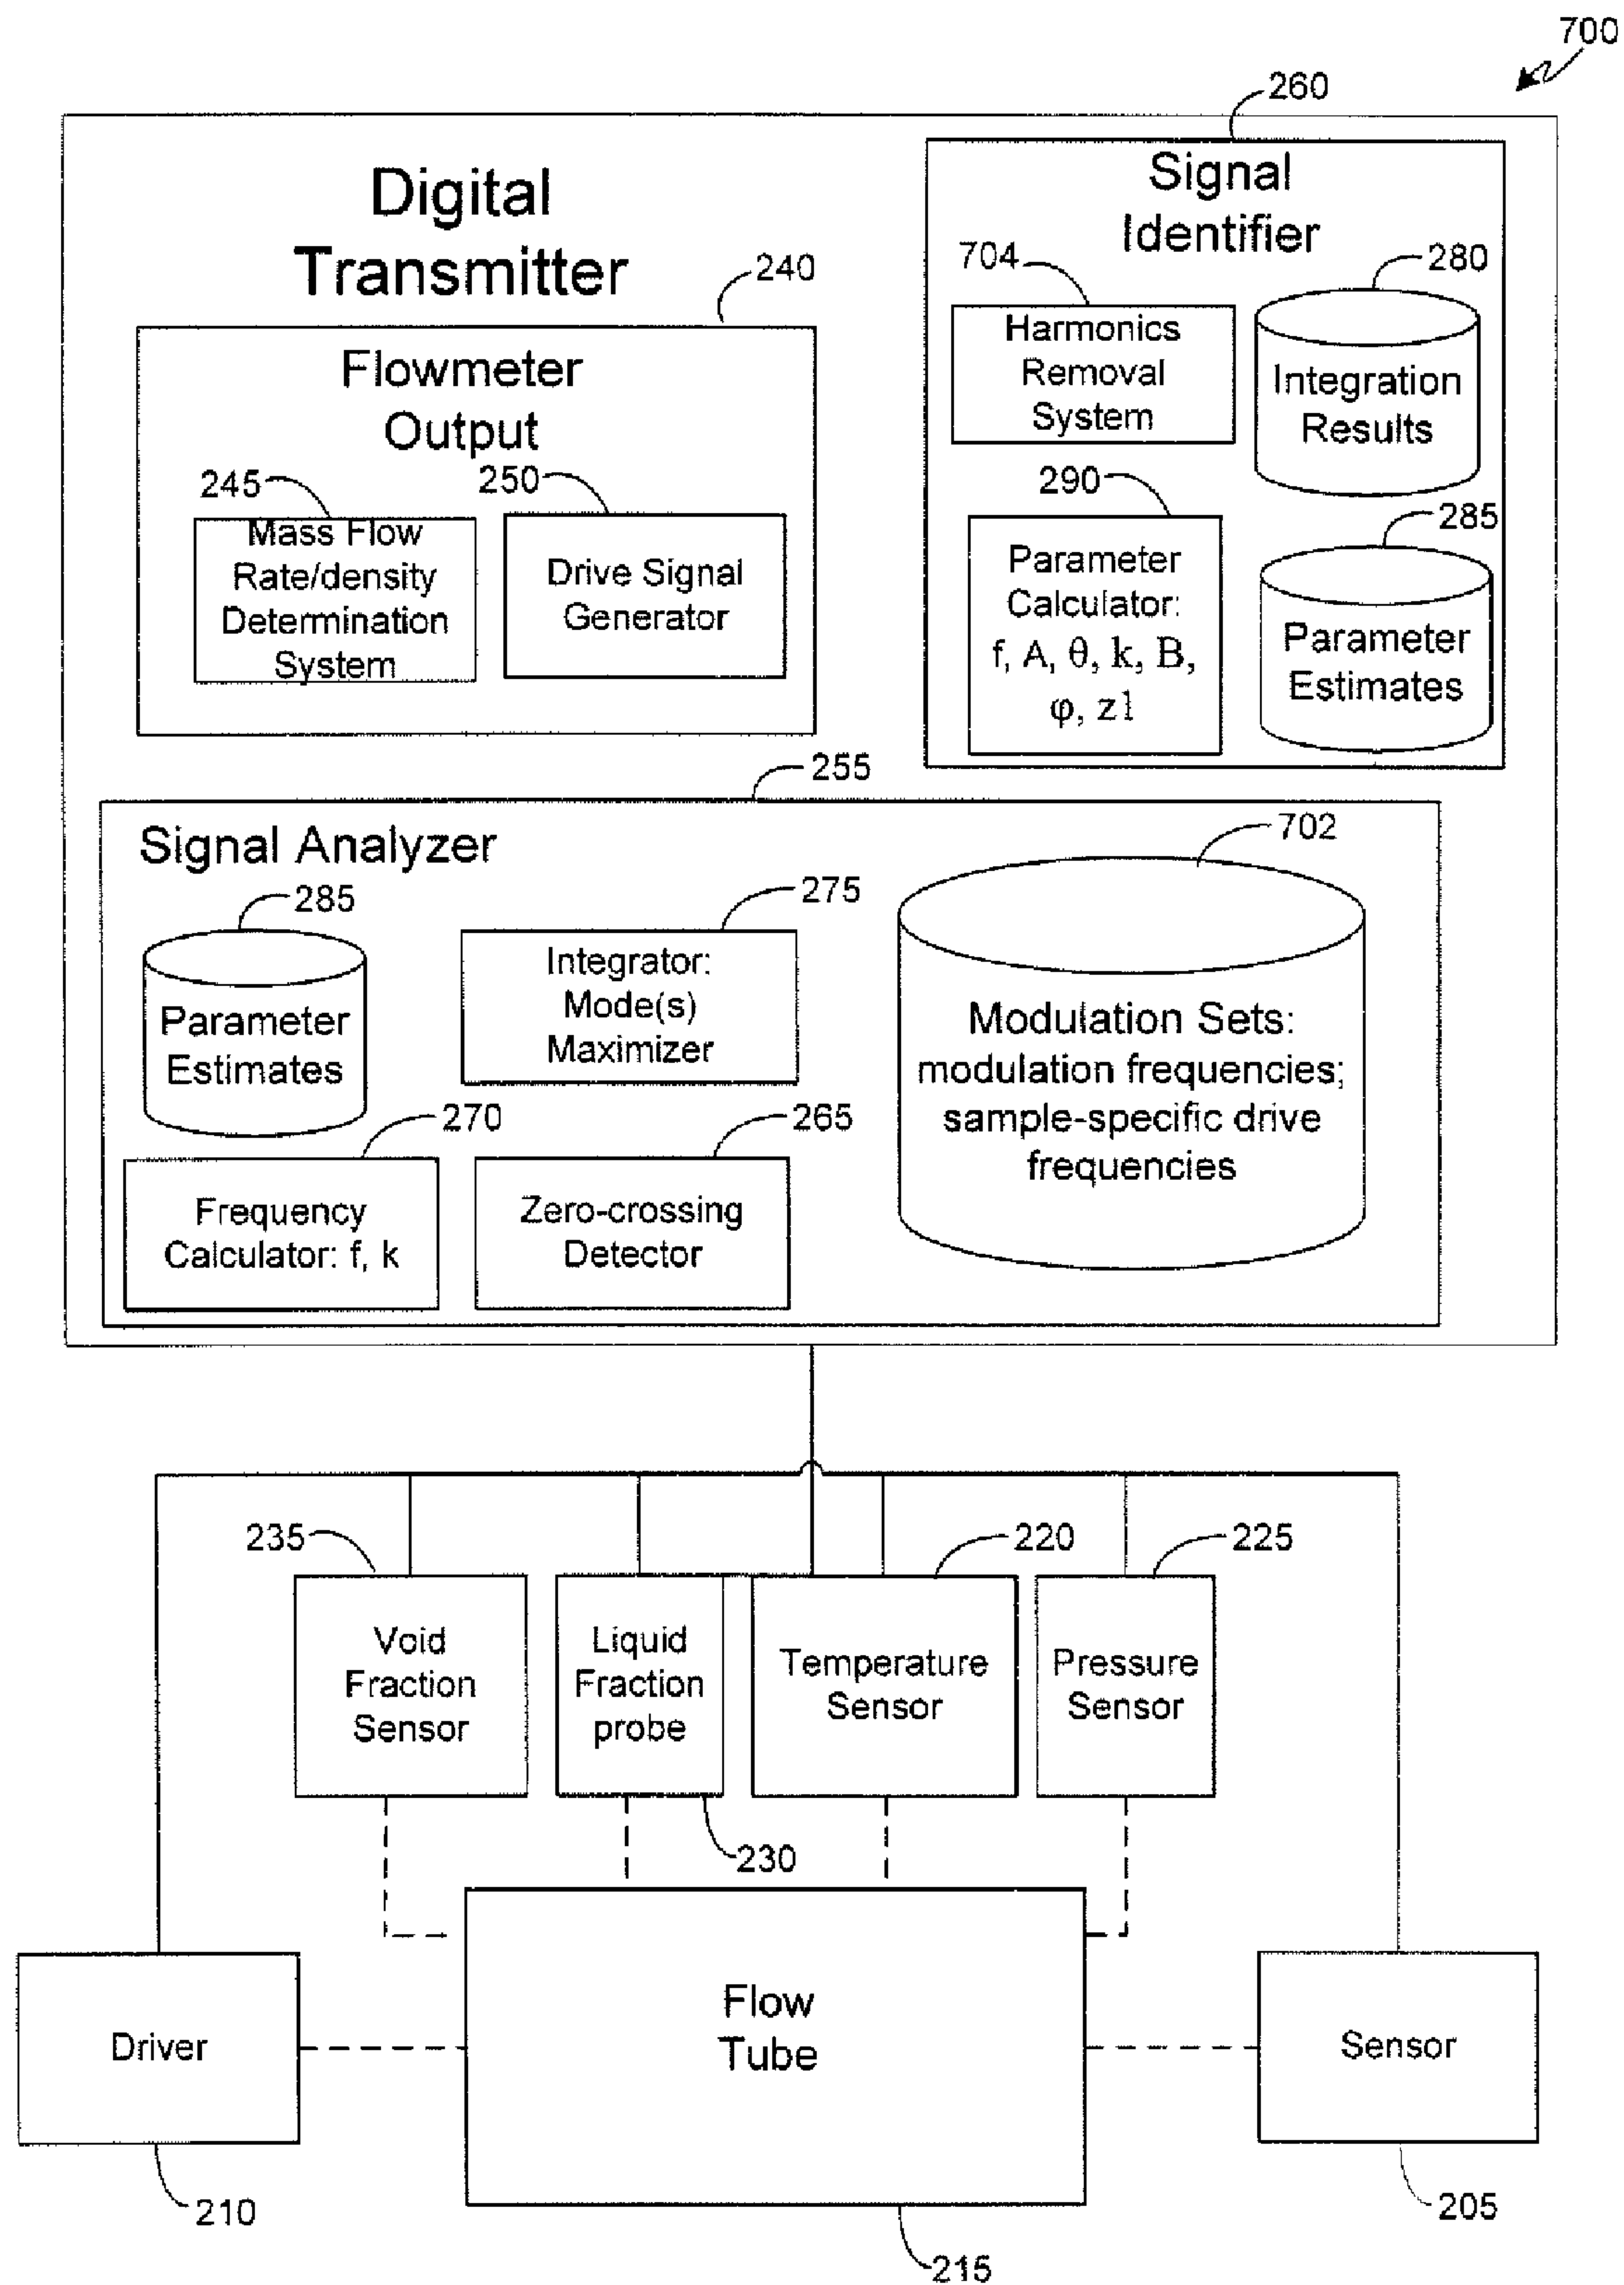 700
260
Digital
Transmitter
Signal
Identifier
704
280
240
Harmonics
Removal
System
Integration
Results
Flowmeter
Output
245
250
290
285
Mass Flow
Rate/density
Determination
System
Drive Signal
Generator
Parameter
Calculator:
f, A, θ, k, B,
φ, z1
Parameter
Estimates
255
Signal Analyzer
702
285
275
Parameter
Estimates
Integrator:
Mode(s)
Maximizer
Modulation Sets:
modulation frequencies;
sample-specific drive
frequencies
270
265
Frequency
Calculator: f, k
Zero-crossing
Detector
235
220
225
Void
Fraction
Sensor
Liquid
Fraction
probe
Temperature
Sensor
Pressure
Sensor
230
Driver
Flow
Tube
Sensor
210
205
215